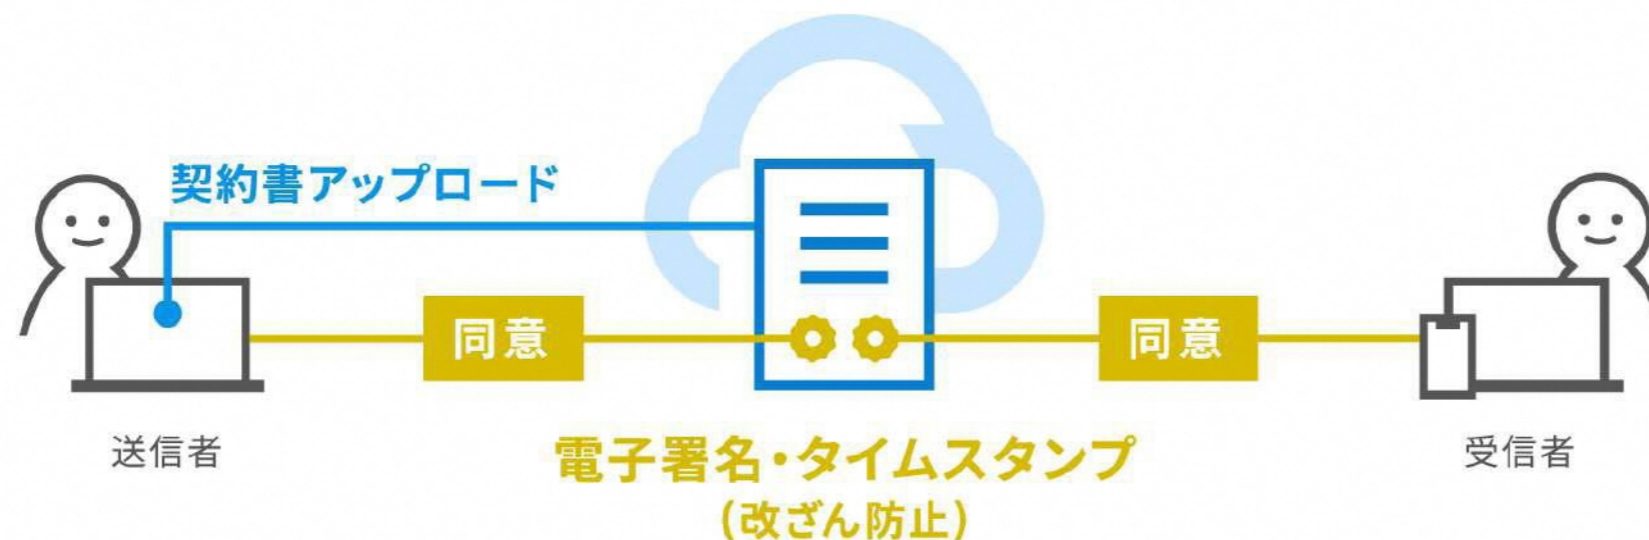 契約書アップロード
同意
同意
送信者
電子署名・タイムスタンプ
(改ざん防止)
受信者